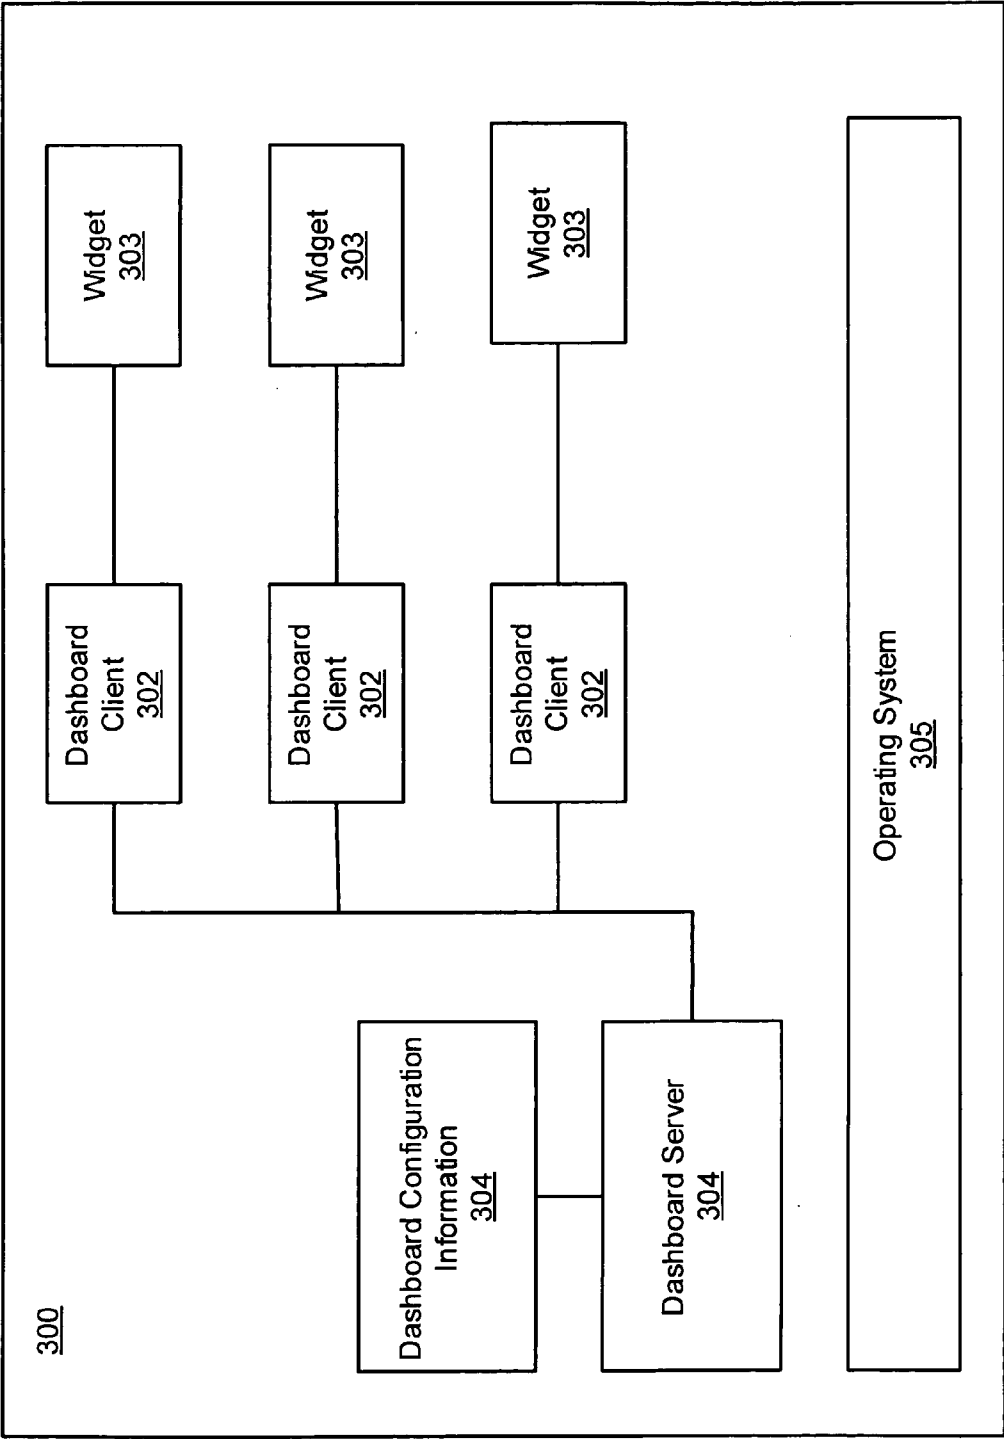 300
Dashboard Configuration
Information
304
Dashboard Server
304
Dashboard
Client
302
Dashboard
Client
302
Dashboard
Client
302
Widget
303
Widget
303
Widget
303
Operating System
305